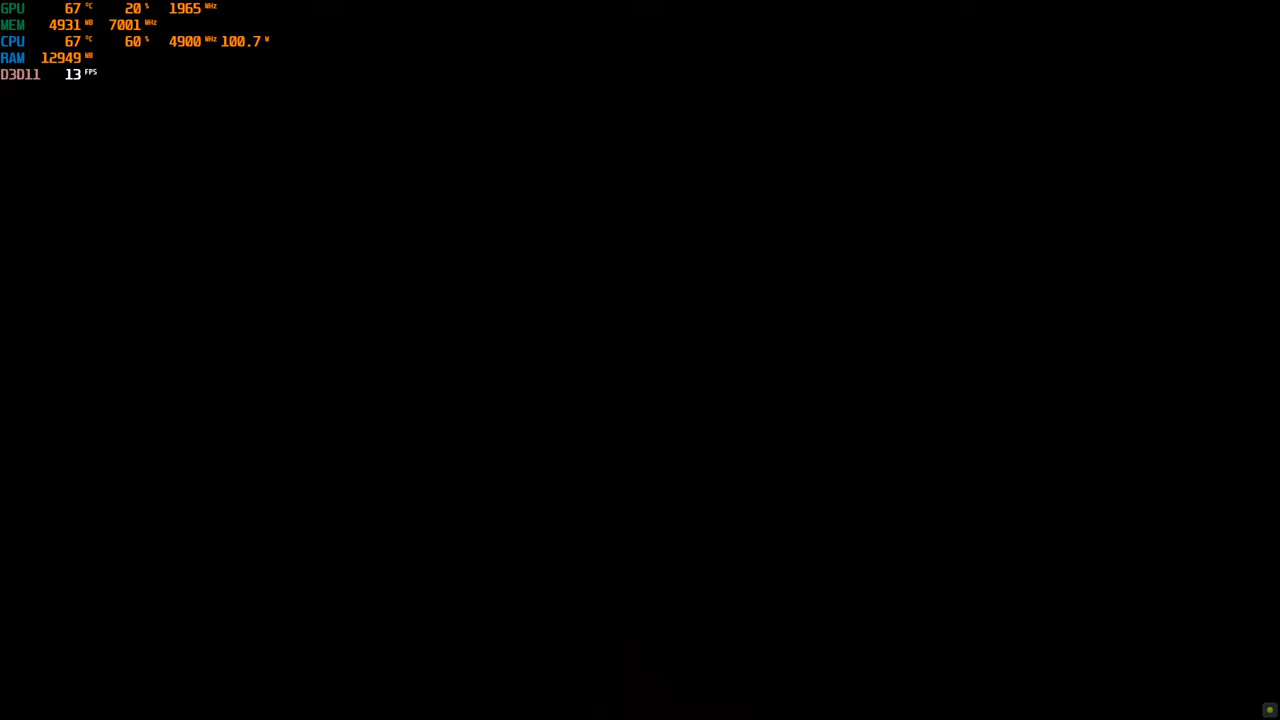 GPU 67 °C 20 % 1965 MHz
MEM 4931 MB 7001 MHz
CPU 67 °C 60 % 4900 MHz 100.7 W
RAM 12949 MB
D3D11 13 FPS